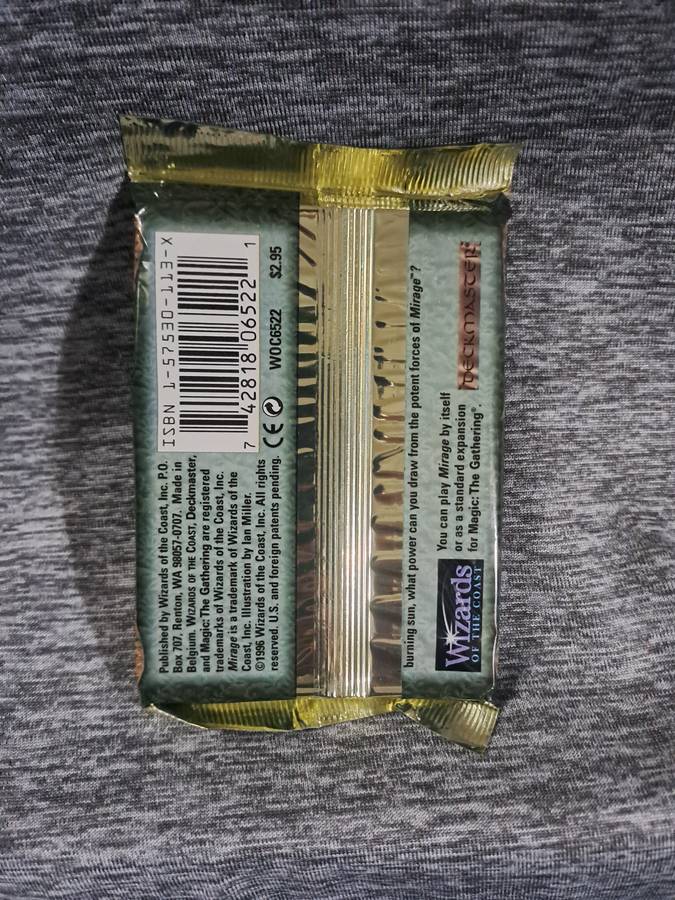 Published by Wizards of the Coast, Inc. P.O.
Box 707, Renton, WA 98057-0707. Made in
Belgium. WIZARDS OF THE COAST, Deckmaster,
and Magic: The Gathering are registered
trademarks of Wizards of the Coast, Inc.
Mirage is a trademark of Wizards of the
Coast, Inc. Illustration by Ian Miller.
©1996 Wizards of the Coast, Inc. All rights
reserved. U.S. and foreign patents pending.
ISBN 1-57530-113-X
7 42818 06522 1
CE WOC6522 $2.95
burning sun, what power can you draw from the potent forces of Mirage™?
Wizards
OF THE COAST
You can play Mirage by itself
or as a standard expansion
for Magic: The Gathering®.
DECKMASTER